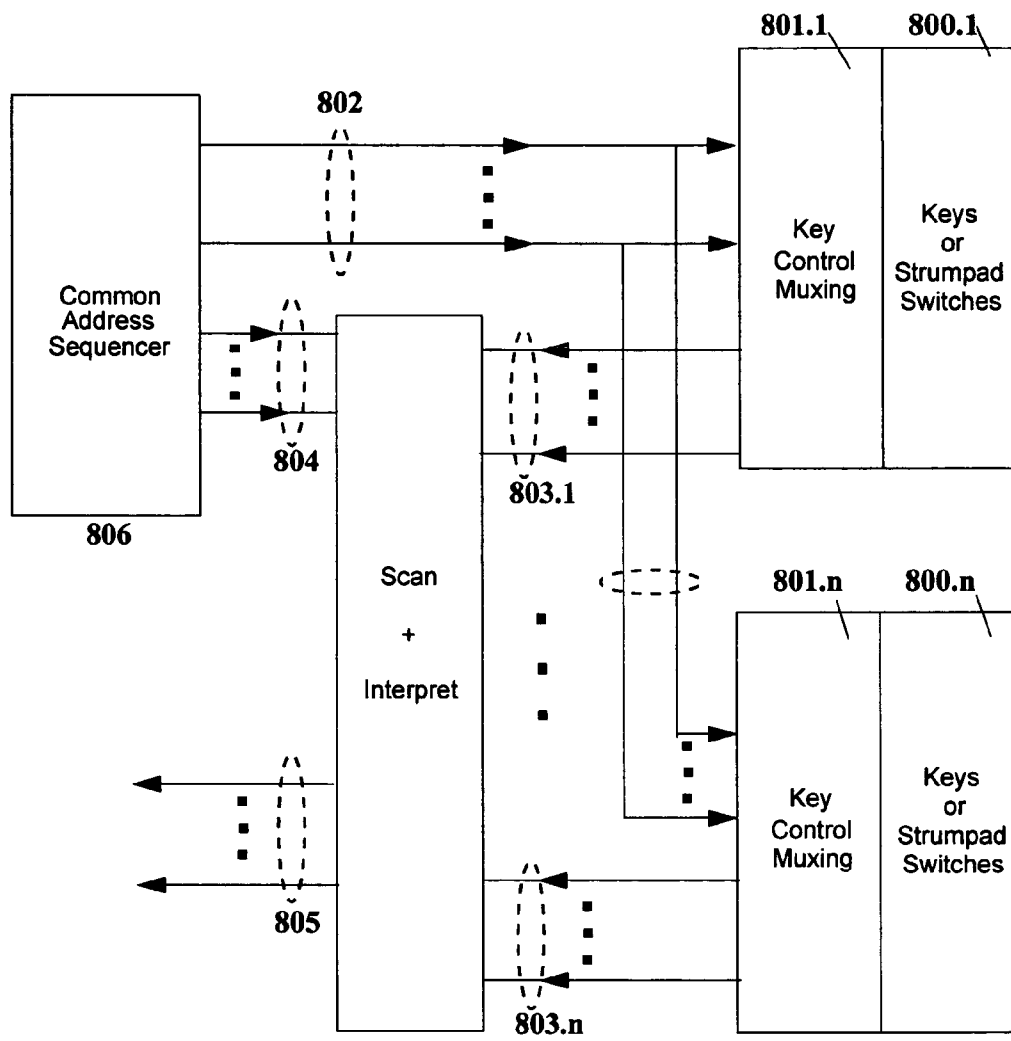 801.1
800.1
802
Common
Address
Sequencer
Key
Control
Muxing
Keys
or
Strumpad
Switches
804
803.1
806
Scan
+
Interpret
801.n
800.n
Key
Control
Muxing
Keys
or
Strumpad
Switches
805
803.n